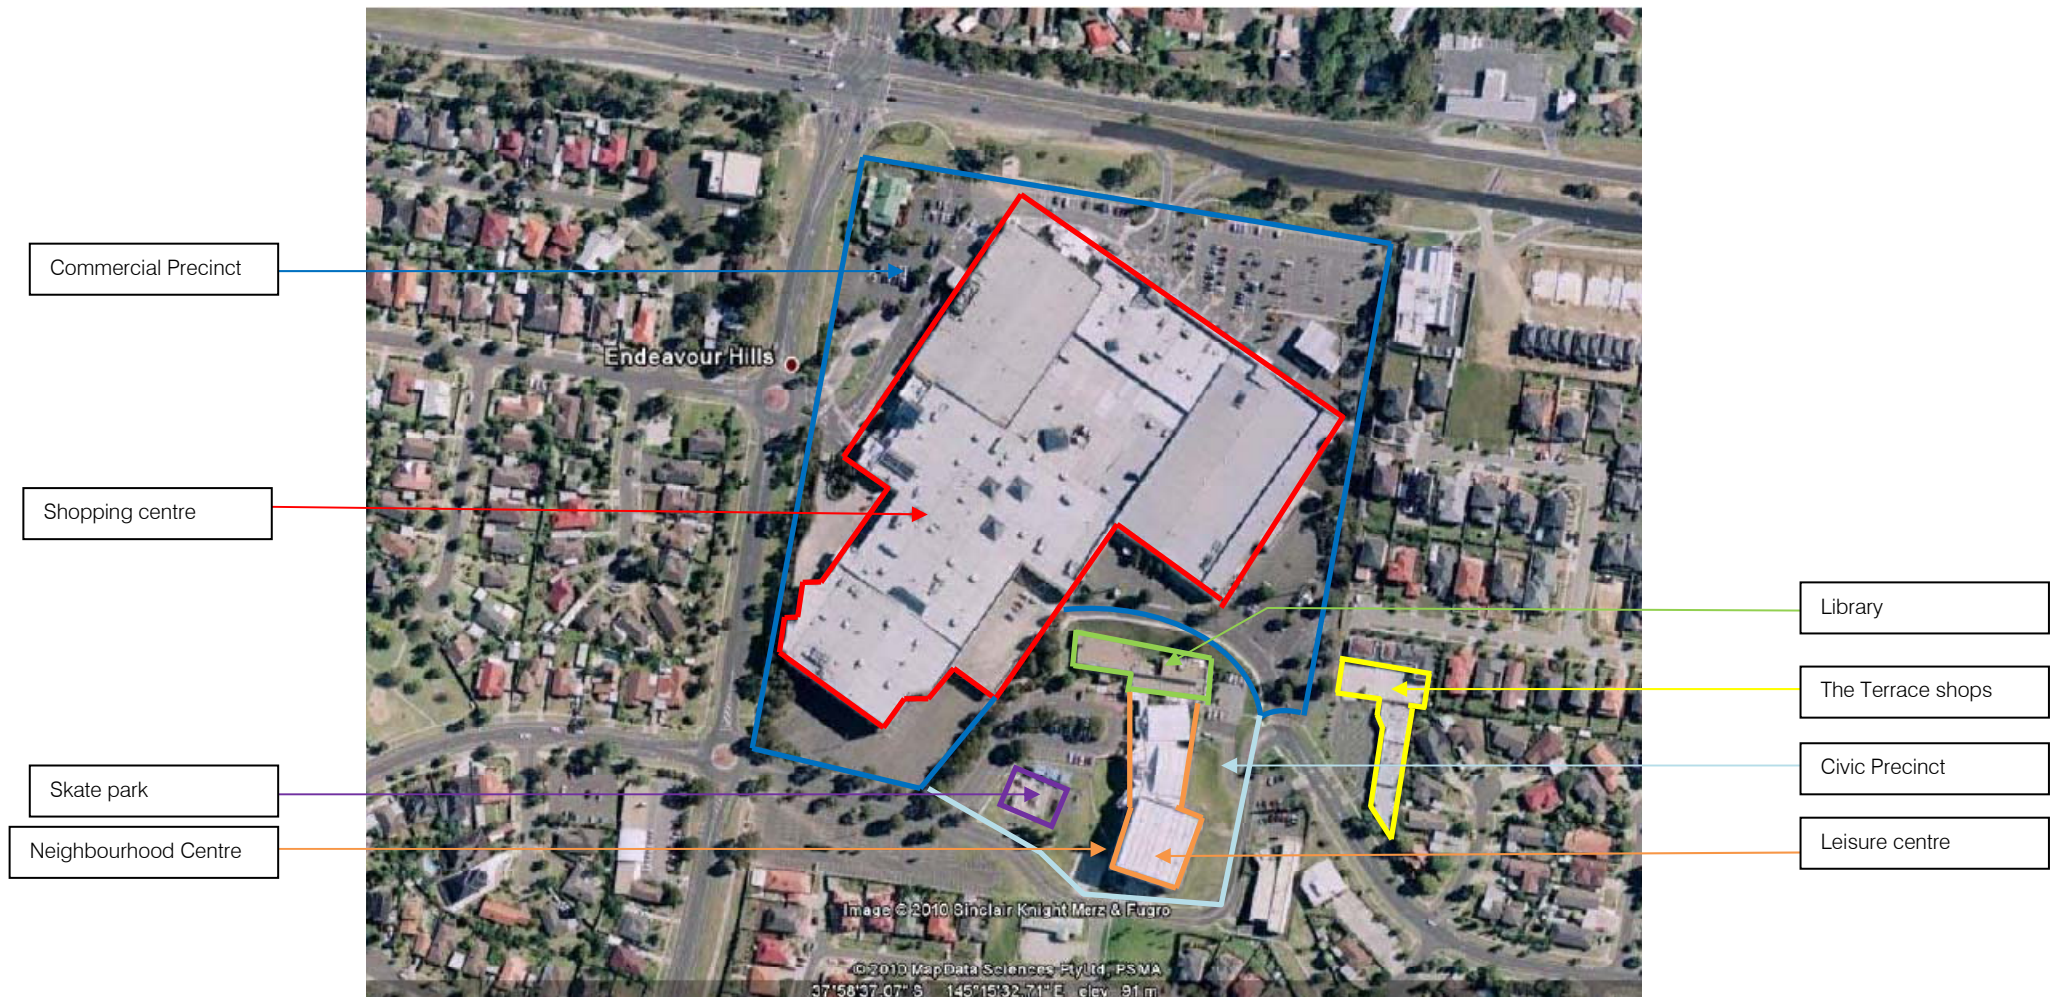 Commercial Precinct
Endeavour Hills
Shopping centre
Library
The Terrace shops
Civic Precinct
Skate park
Leisure centre
Neighbourhood Centre
Image © 2010 Sinclair Knight Merz & Fugro
© 2010 MapData Sciences PtyLtd, PSMA
37°58'37.07" S 145°15'32.71" E elev 91 m